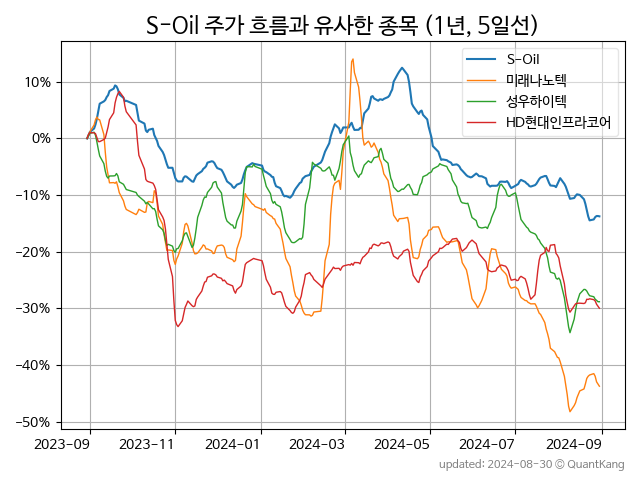 S-Oil 주가 흐름과 유사한 종목 (1년, 5일선)
S-Oil
미래나노텍
성우하이텍
HD현대인프라코어
10%
0%
-10%
-20%
-30%
-40%
-50%
2023-09 2023-11 2024-01 2024-03 2024-05 2024-07 2024-09
updated: 2024-08-30 © QuantKang